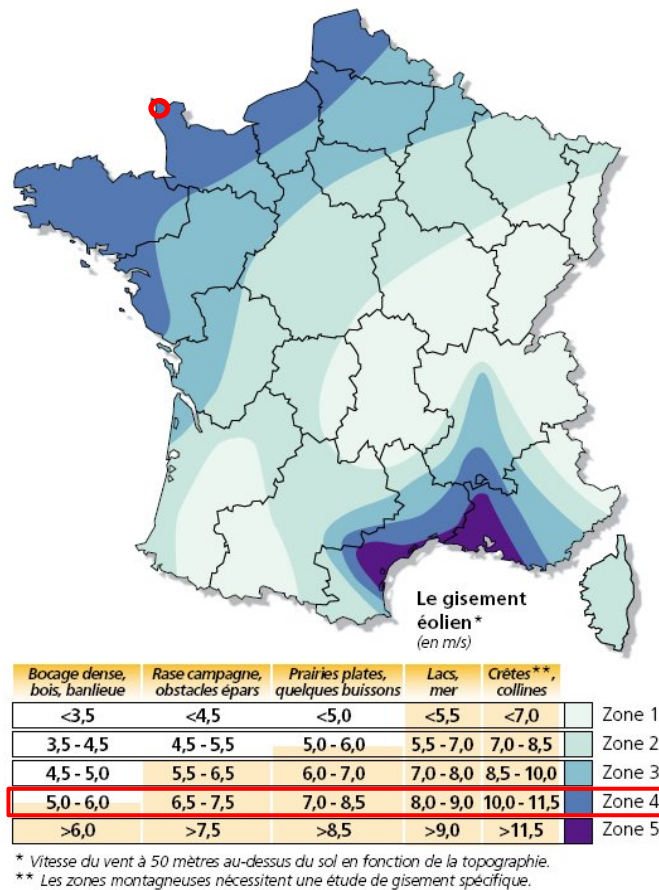 Le gisement
éolien*
(en m/s)
Bocage dense, bois, banlieue Rase campagne, obstacles épars Prairies plates, quelques buissons Lacs, mer Crêtes**, collines
<3,5 <4,5 <5,0 <5,5 <7,0 Zone 1
3,5 - 4,5 4,5 - 5,5 5,0 - 6,0 5,5 - 7,0 7,0 - 8,5 Zone 2
4,5 - 5,0 5,5 - 6,5 6,0 - 7,0 7,0 - 8,0 8,5 - 10,0 Zone 3
5,0 - 6,0 6,5 - 7,5 7,0 - 8,5 8,0 - 9,0 10,0 - 11,5 Zone 4
>6,0 >7,5 >8,5 >9,0 >11,5 Zone 5
* Vitesse du vent à 50 mètres au-dessus du sol en fonction de la topographie.
** Les zones montagneuses nécessitent une étude de gisement spécifique.